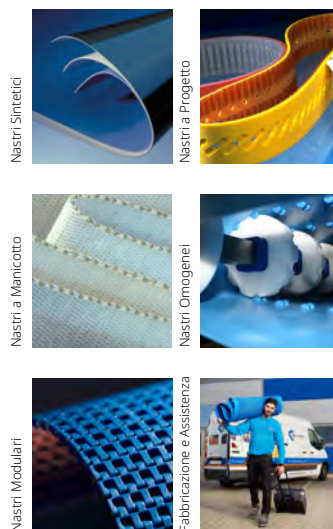 Nastri Sintetici
Nastri a Progetto
Nastri a Manicotto
Nastri Omogenei
Nastri Modulari
Fabbricazione e Assistenza